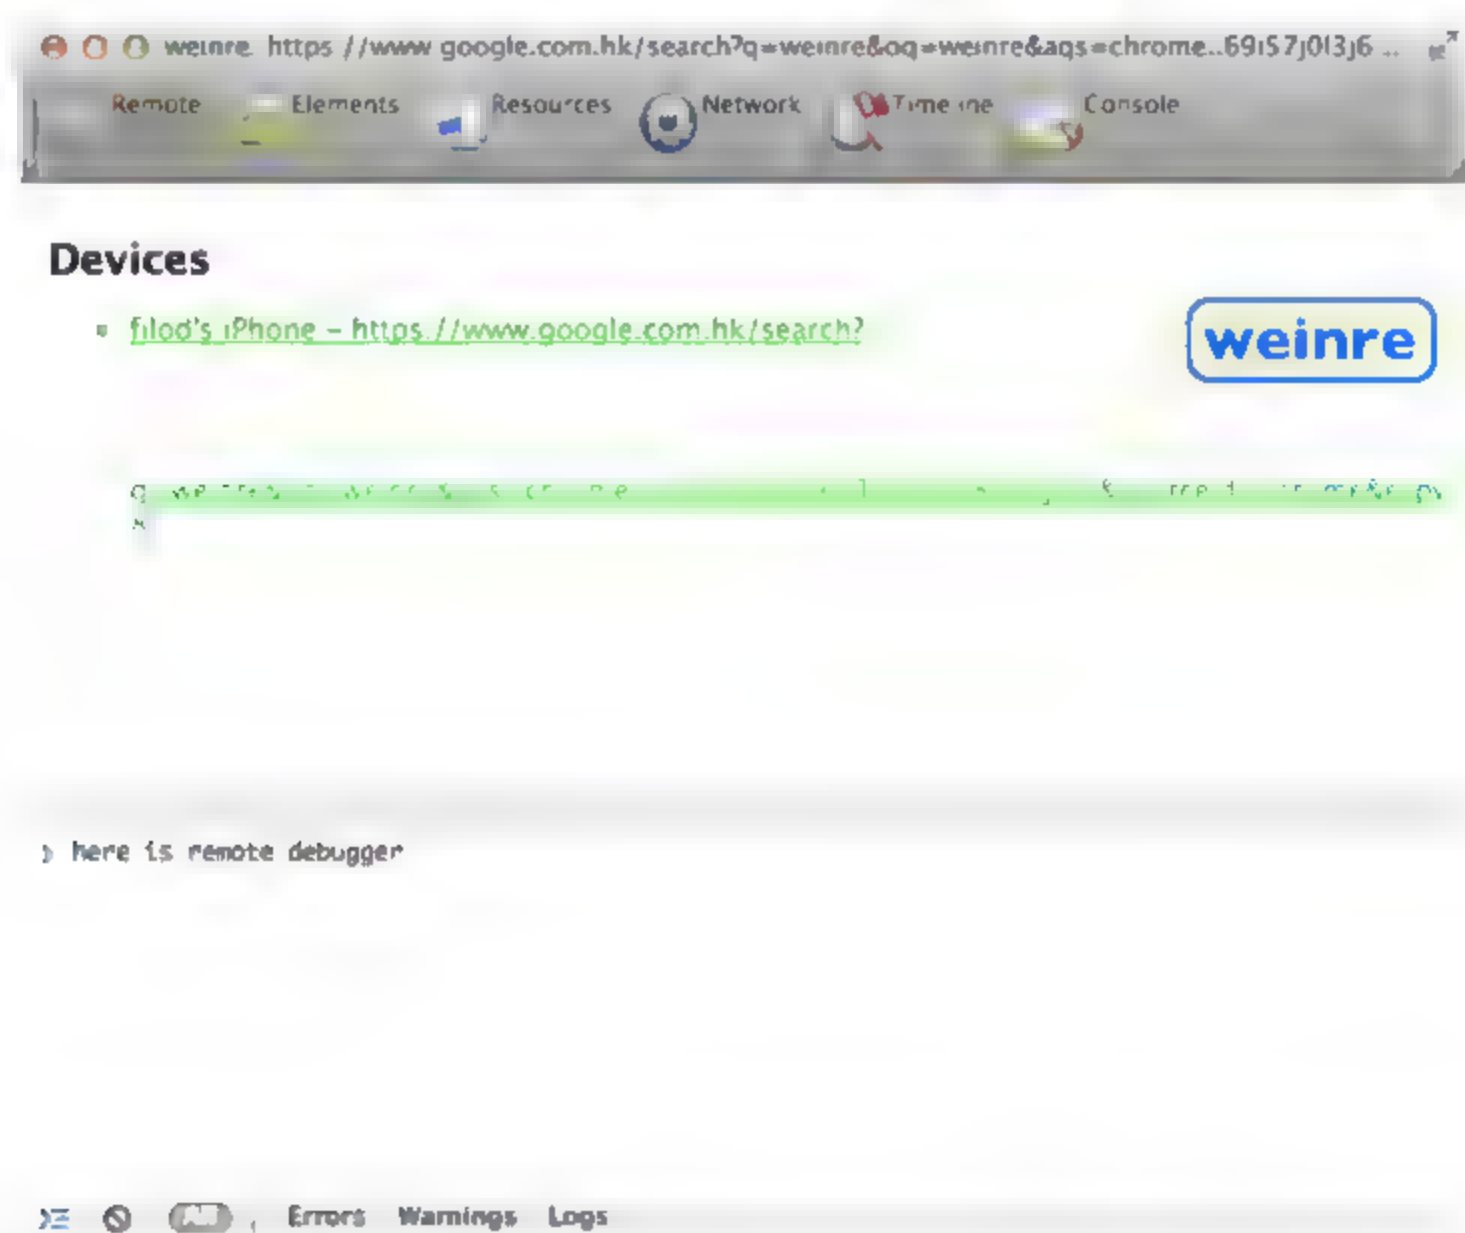 weinre https://www.google.com.hk/search?q=weinre&oq=weinre&aqs=chrome..69i57j0l3j6 ...
Remote Elements Resources Network Timeline Console
Devices
filod's iPhone – https://www.google.com.hk/search?
weinre
> here is remote debugger
All Errors Warnings Logs